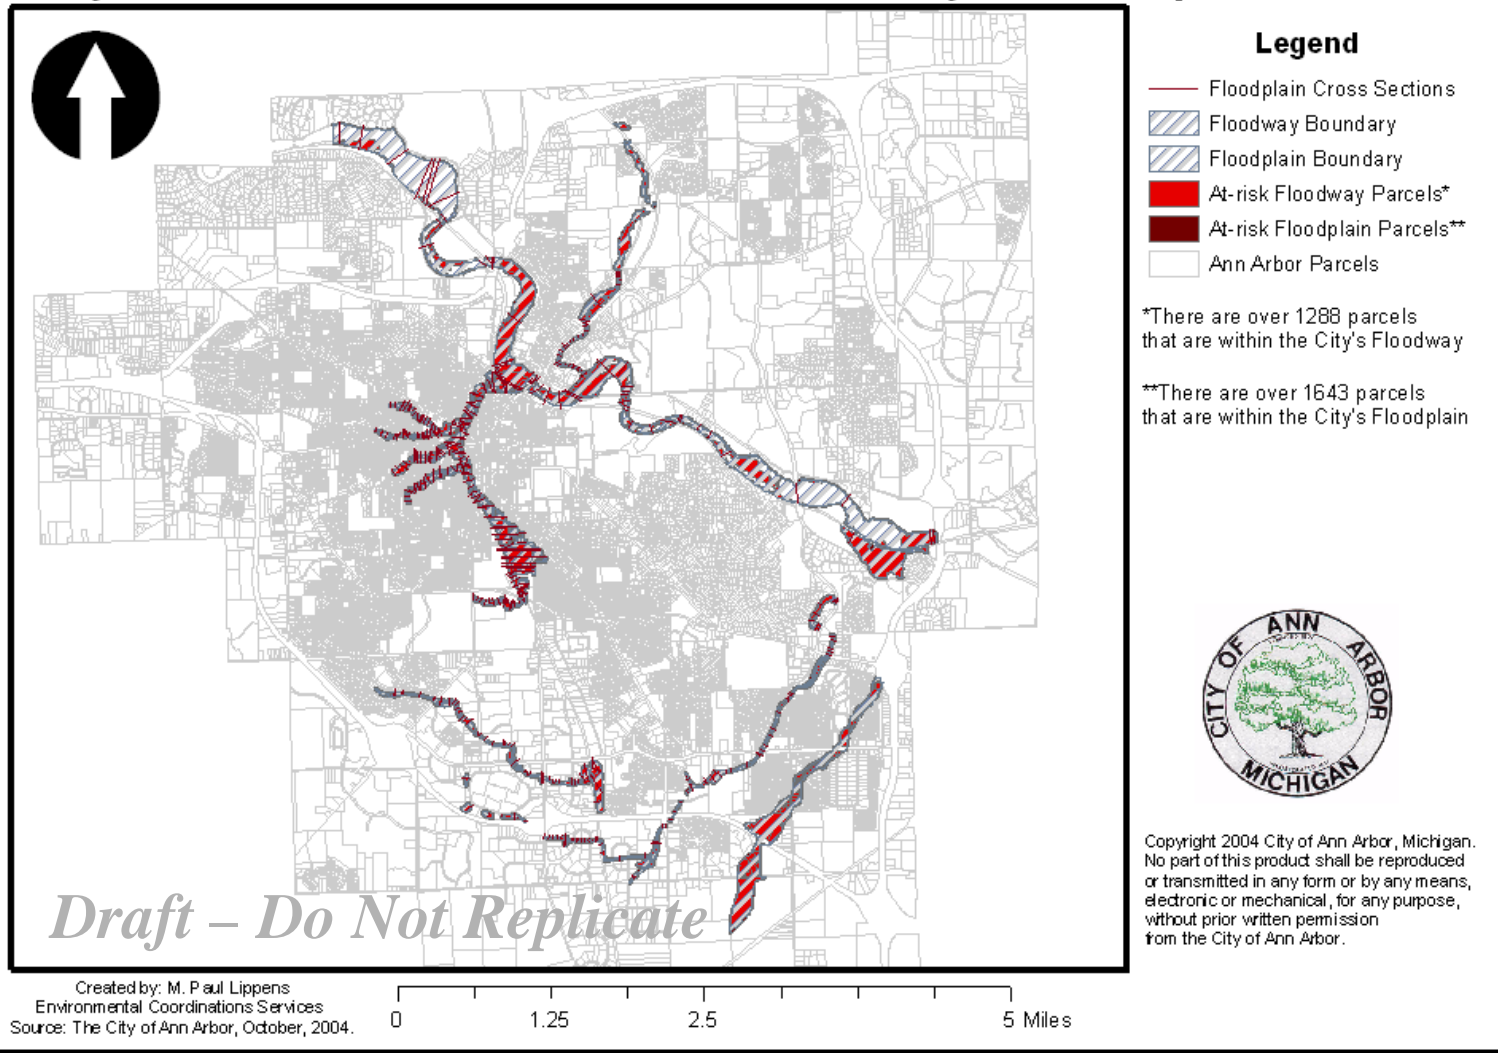 Legend
Floodplain Cross Sections
Floodway Boundary
Floodplain Boundary
At-risk Floodway Parcels*
At-risk Floodplain Parcels**
Ann Arbor Parcels
*There are over 1288 parcels
that are within the City's Floodway
**There are over 1643 parcels
that are within the City's Floodplain
CITY OF ANN ARBOR
MICHIGAN
Copyright 2004 City of Ann Arbor, Michigan.
No part of this product shall be reproduced
or transmitted in any form or by any means,
electronic or mechanical, for any purpose,
without prior written permission
from the City of Ann Arbor.
Draft – Do Not Replicate
Created by: M. Paul Lippens
Environmental Coordinations Services
Source: The City of Ann Arbor, October, 2004.
0 1.25 2.5 5 Miles